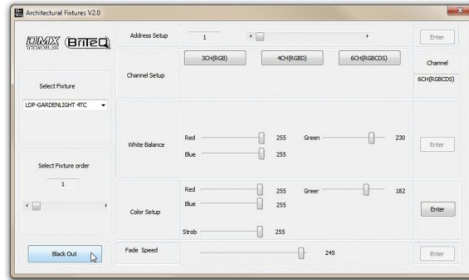 Architectural Fixtures V2.0
DMX BRITEQ
Select Fixture
LDP-GARDENLIGHT 4TC
Select Fixture order
1
Black Out
Address Setup 1 Enter
Channel Setup 3CH(RGB) 4CH(RGBD) 6CH(RGBCDS) Channel
6CH(RGBCDS)
White Balance Red 255 Green 230 Enter
Blue 255
Color Setup Red 255 Green 182 Enter
Blue 255
Strob 255
Fade Speed 245 Enter